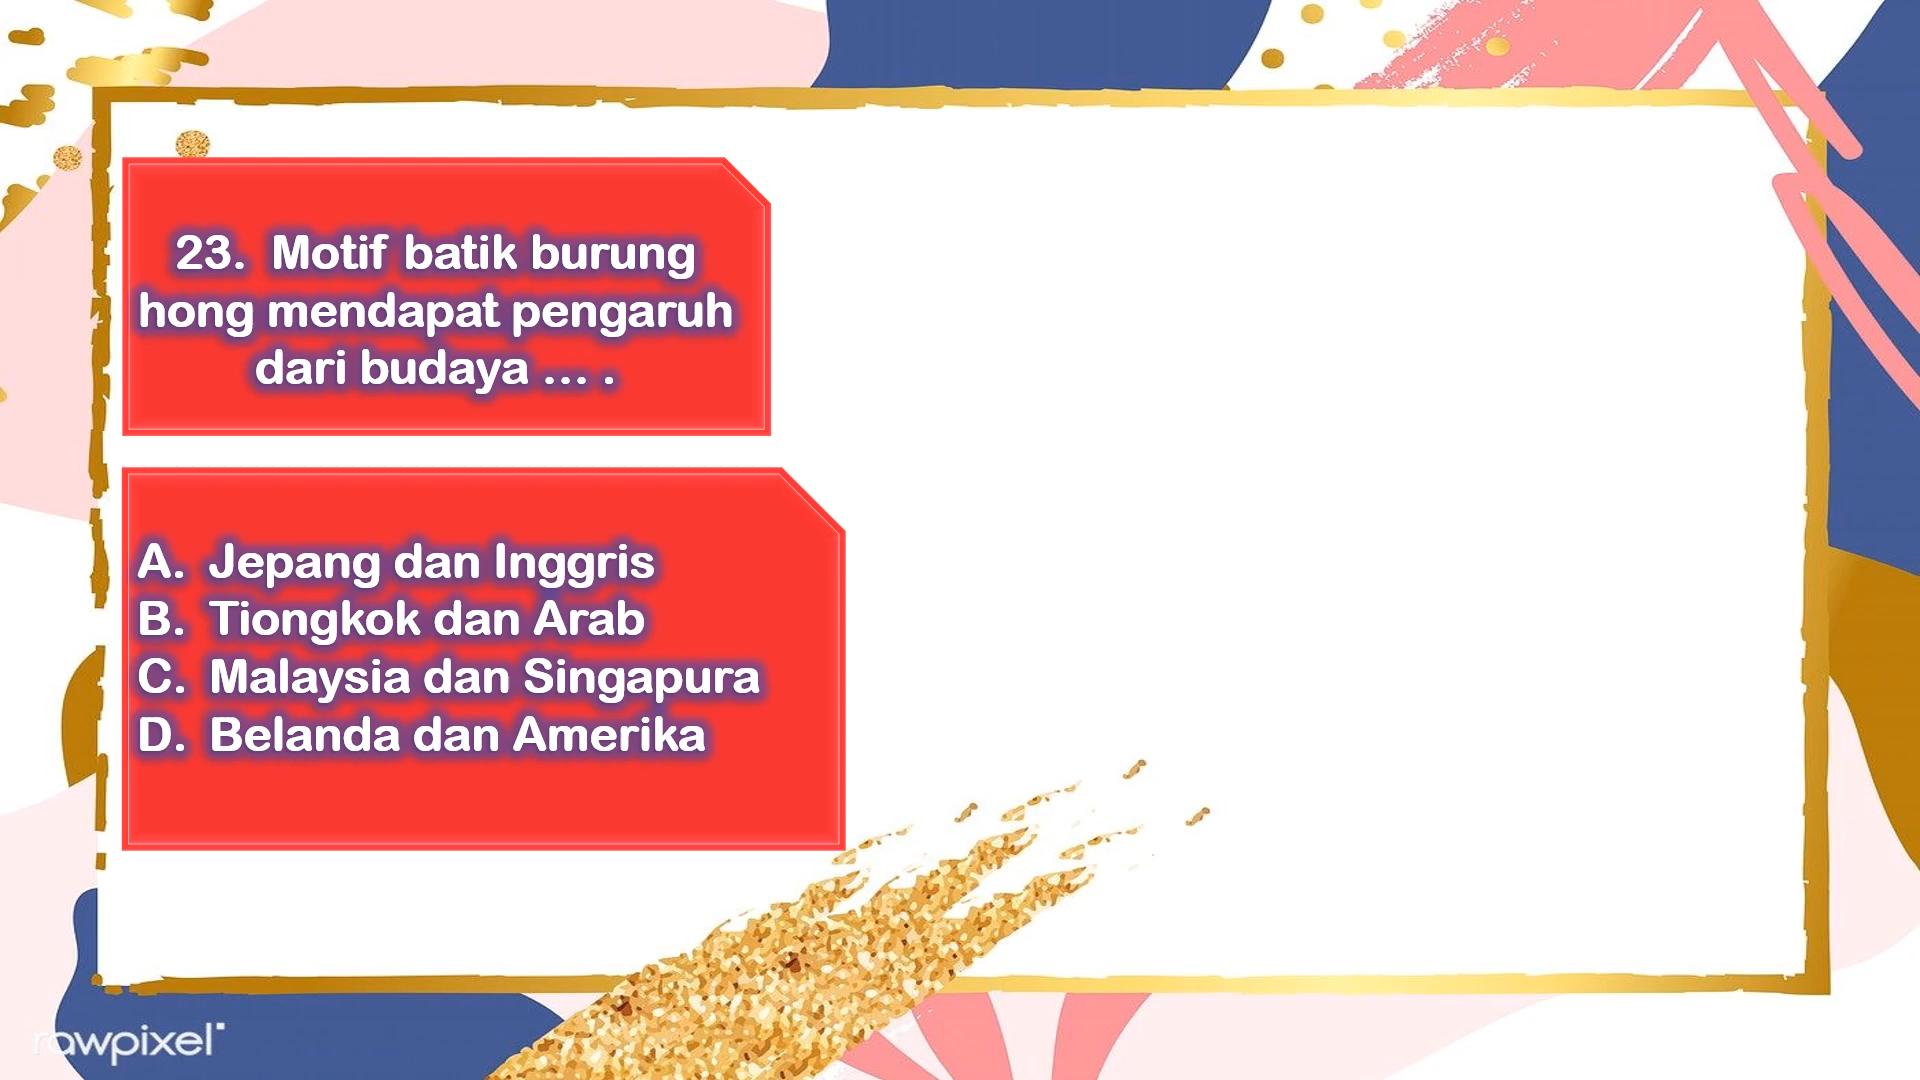 23. Motif batik burung
hong mendapat pengaruh
dari budaya ... .
A. Jepang dan Inggris
B. Tiongkok dan Arab
C. Malaysia dan Singapura
D. Belanda dan Amerika
rawpixel